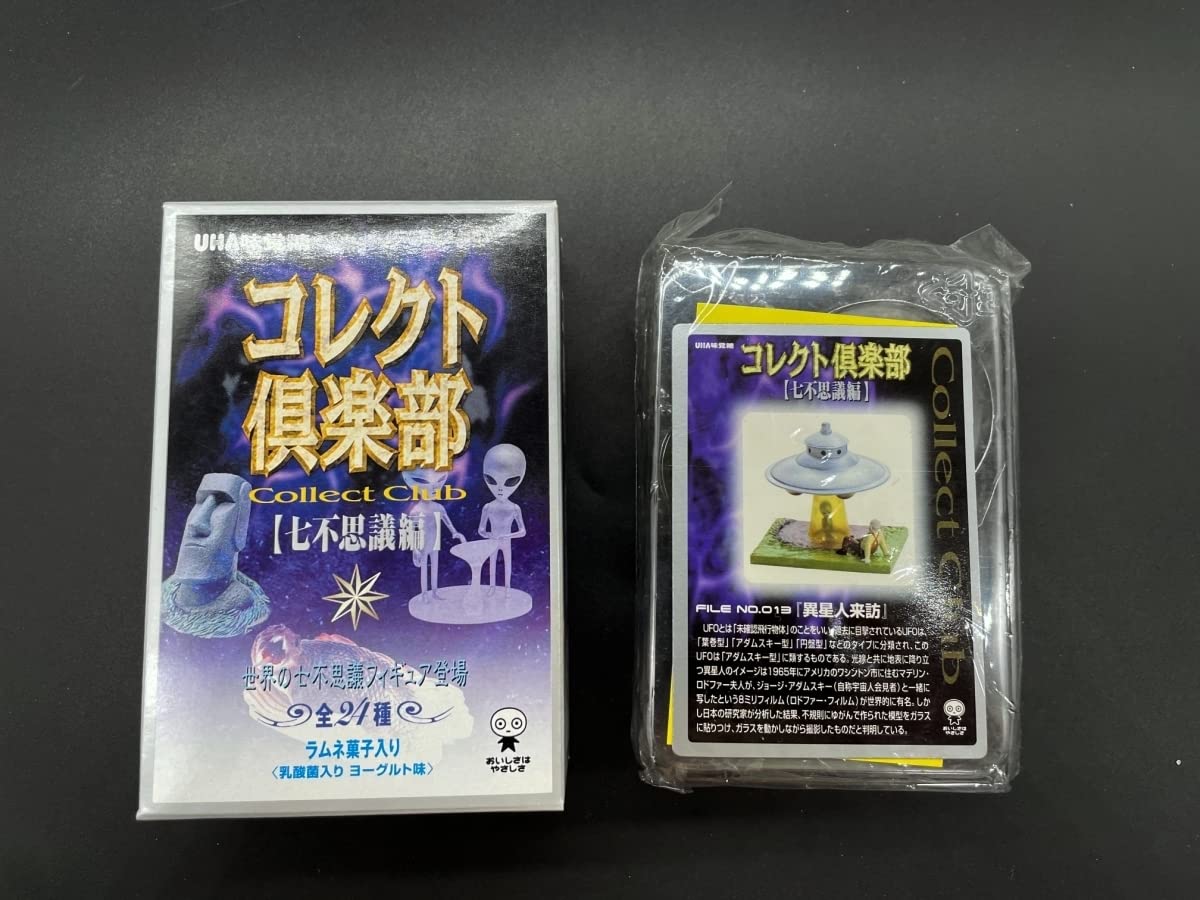 UHA味覚糖
コレクト
倶楽部
Collect Club
【七不思議編】
世界の七不思議フィギュア登場
全24種
ラムネ菓子入り
〈乳酸菌入り ヨーグルト味〉
おいしさは
やさしさ
UHA味覚糖
コレクト倶楽部
【七不思議編】
Collect Club
FILE NO.013『異星人来訪』
UFOとは「未確認飛行物体」のことをいい、過去に目撃されているUFOは、
「葉巻型」「アダムスキー型」「円盤型」などのタイプに分類され、この
UFOは「アダムスキー型」に類するものである。光線と共に地表に降り立
つ異星人のイメージは1965年にアメリカのワシントン市に住むマデリン・
ロドファー夫人が、ジョージ・アダムスキー（自称宇宙人会見者）と一緒に
写したという8ミリフィルム（ロドファー・フィルム）が世界的に有名。しか
し日本の研究家が分析した結果、不規則にゆがんで作られた模型をガラス
に貼りつけ、ガラスを動かしながら撮影したものだと判明している。
おいしさは
やさしさ